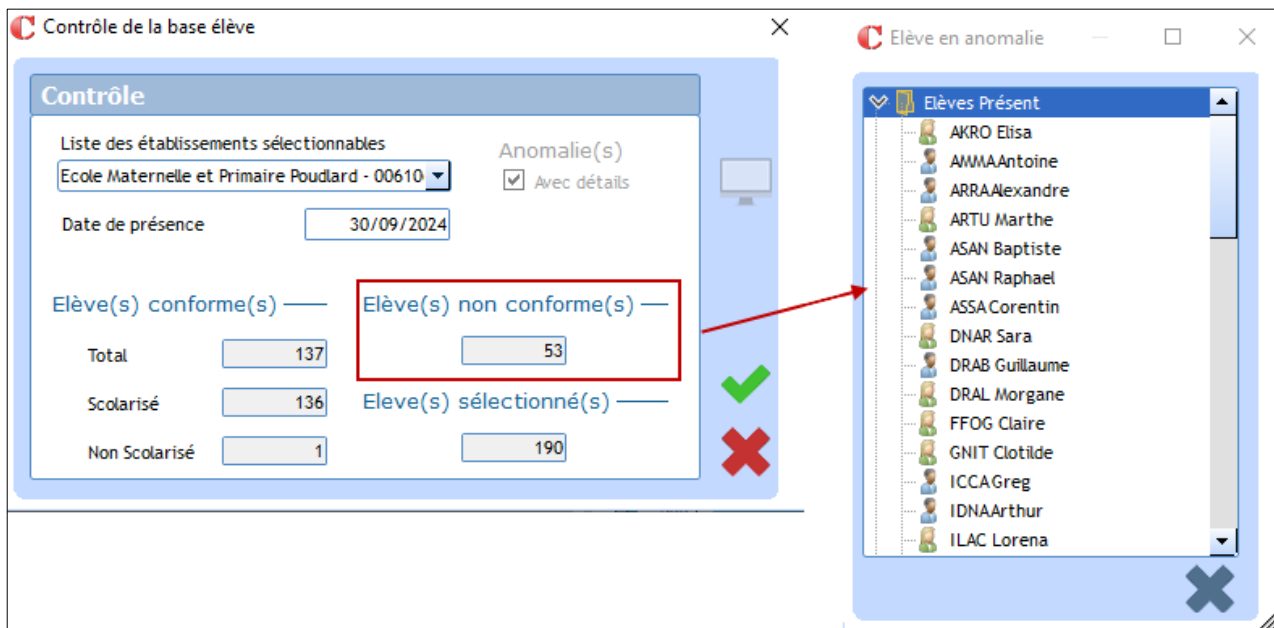 Contrôle de la base élève
Contrôle
Liste des établissements sélectionnables
Ecole Maternelle et Primaire Poudlard - 00610
Anomalie(s)
Avec détails
Date de présence
30/09/2024
Elève(s) conforme(s)
Elève(s) non conforme(s)
Total
137
53
Scolarisé
136
Eleve(s) sélectionné(s)
Non Scolarisé
1
190
Elève en anomalie
Elèves Présent
AKRO Elisa
AMMAAntoine
ARRAAlexandre
ARTU Marthe
ASAN Baptiste
ASAN Raphael
ASSACorentin
DNAR Sara
DRAB Guillaume
DRAL Morgane
FFOG Claire
GNIT Clotilde
ICCAGreg
IDNAArthur
ILAC Lorena